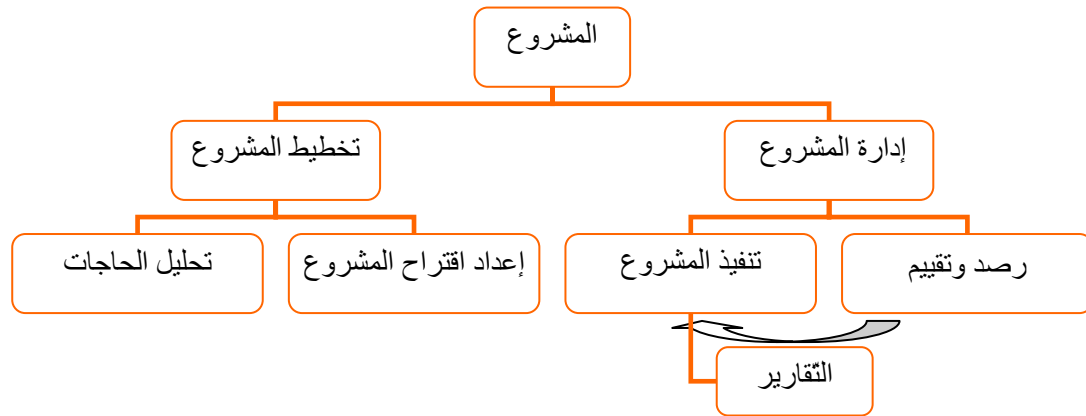 المشروع
إدارة المشروع
تخطيط المشروع
رصد وتقييم
تنفيذ المشروع
إعداد اقتراح المشروع
تحليل الحاجات
التّقارير